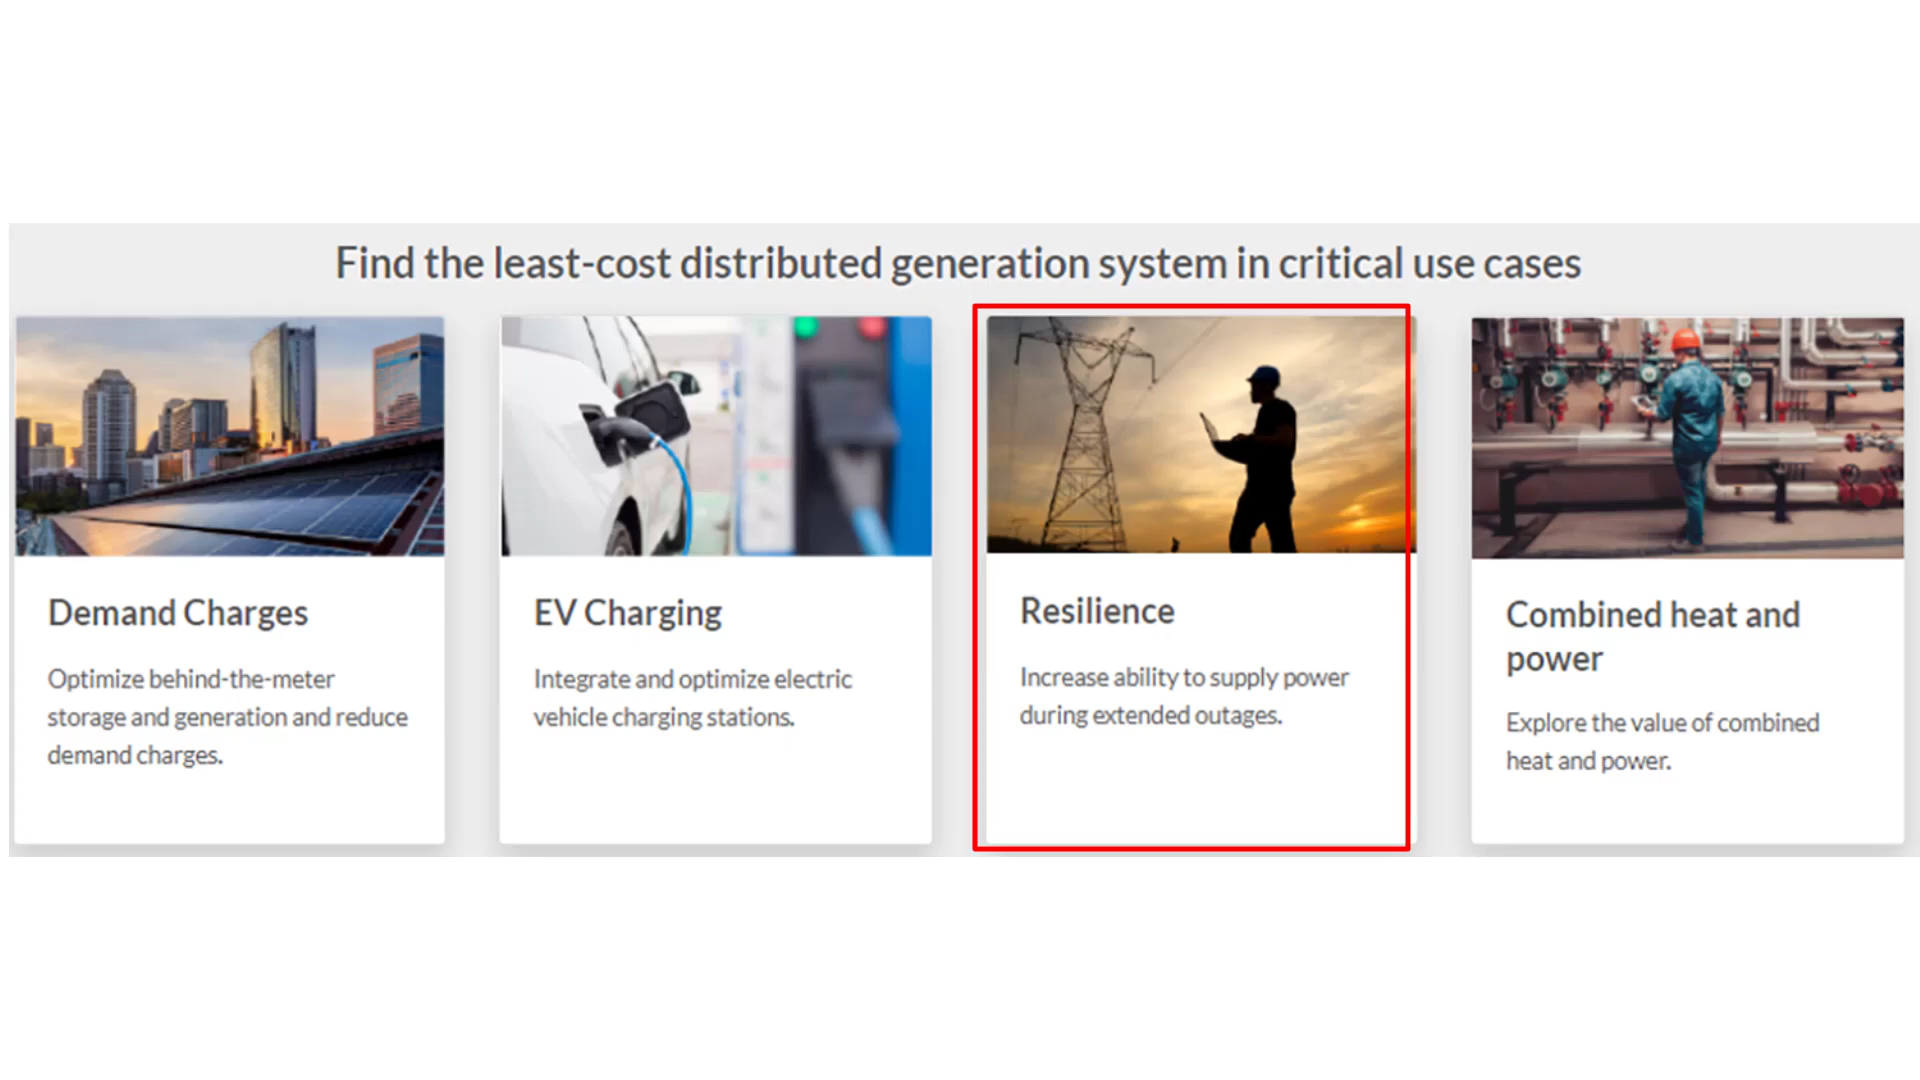 Find the least-cost distributed generation system in critical use cases
Demand Charges
Optimize behind-the-meter
storage and generation and reduce
demand charges.
EV Charging
Integrate and optimize electric
vehicle charging stations.
Resilience
Increase ability to supply power
during extended outages.
Combined heat and
power
Explore the value of combined
heat and power.